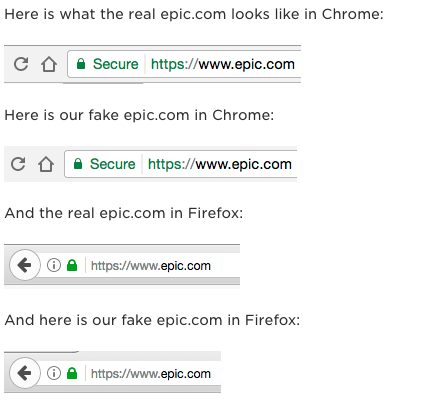 Here is what the real epic.com looks like in Chrome:
Secure https://www.epic.com
Here is our fake epic.com in Chrome:
Secure https://www.epic.com
And the real epic.com in Firefox:
https://www.epic.com
And here is our fake epic.com in Firefox:
https://www.epic.com